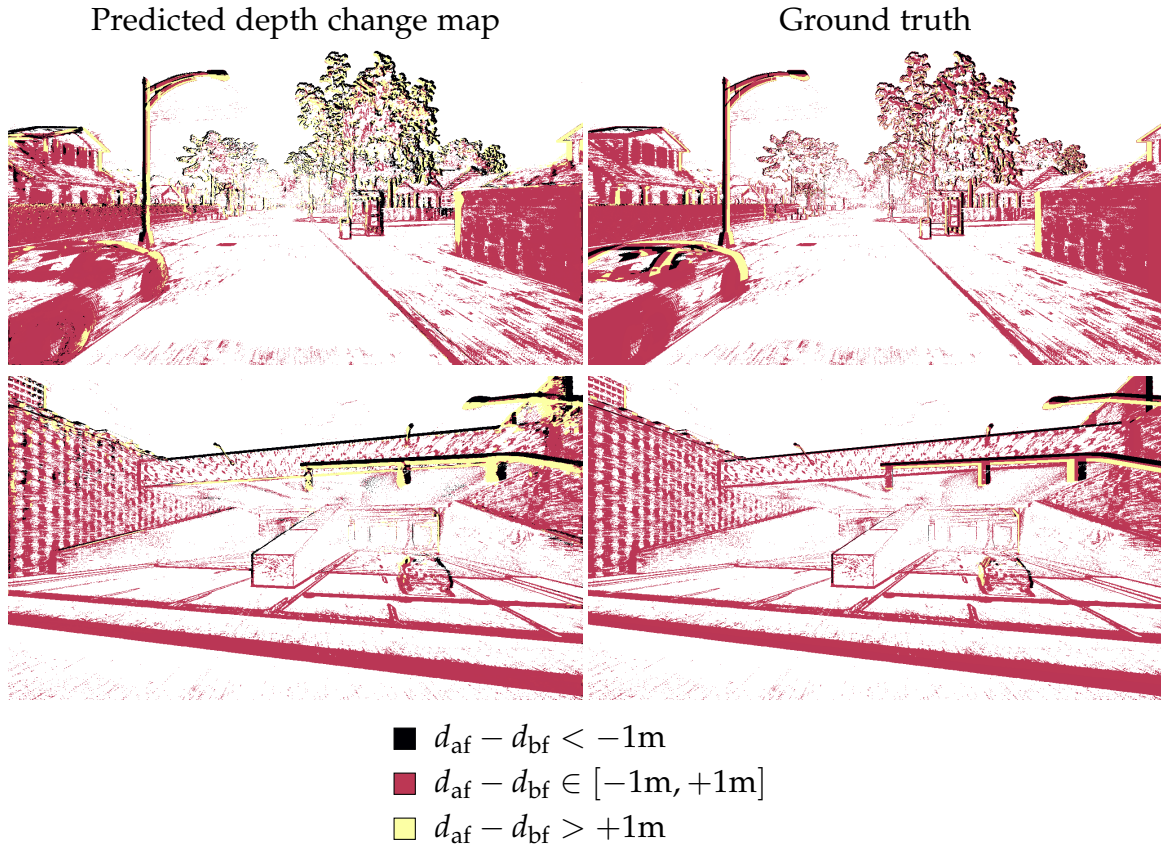 Predicted depth change map
Ground truth
d_af − d_bf < −1m
d_af − d_bf ∈ [−1m, +1m]
d_af − d_bf > +1m